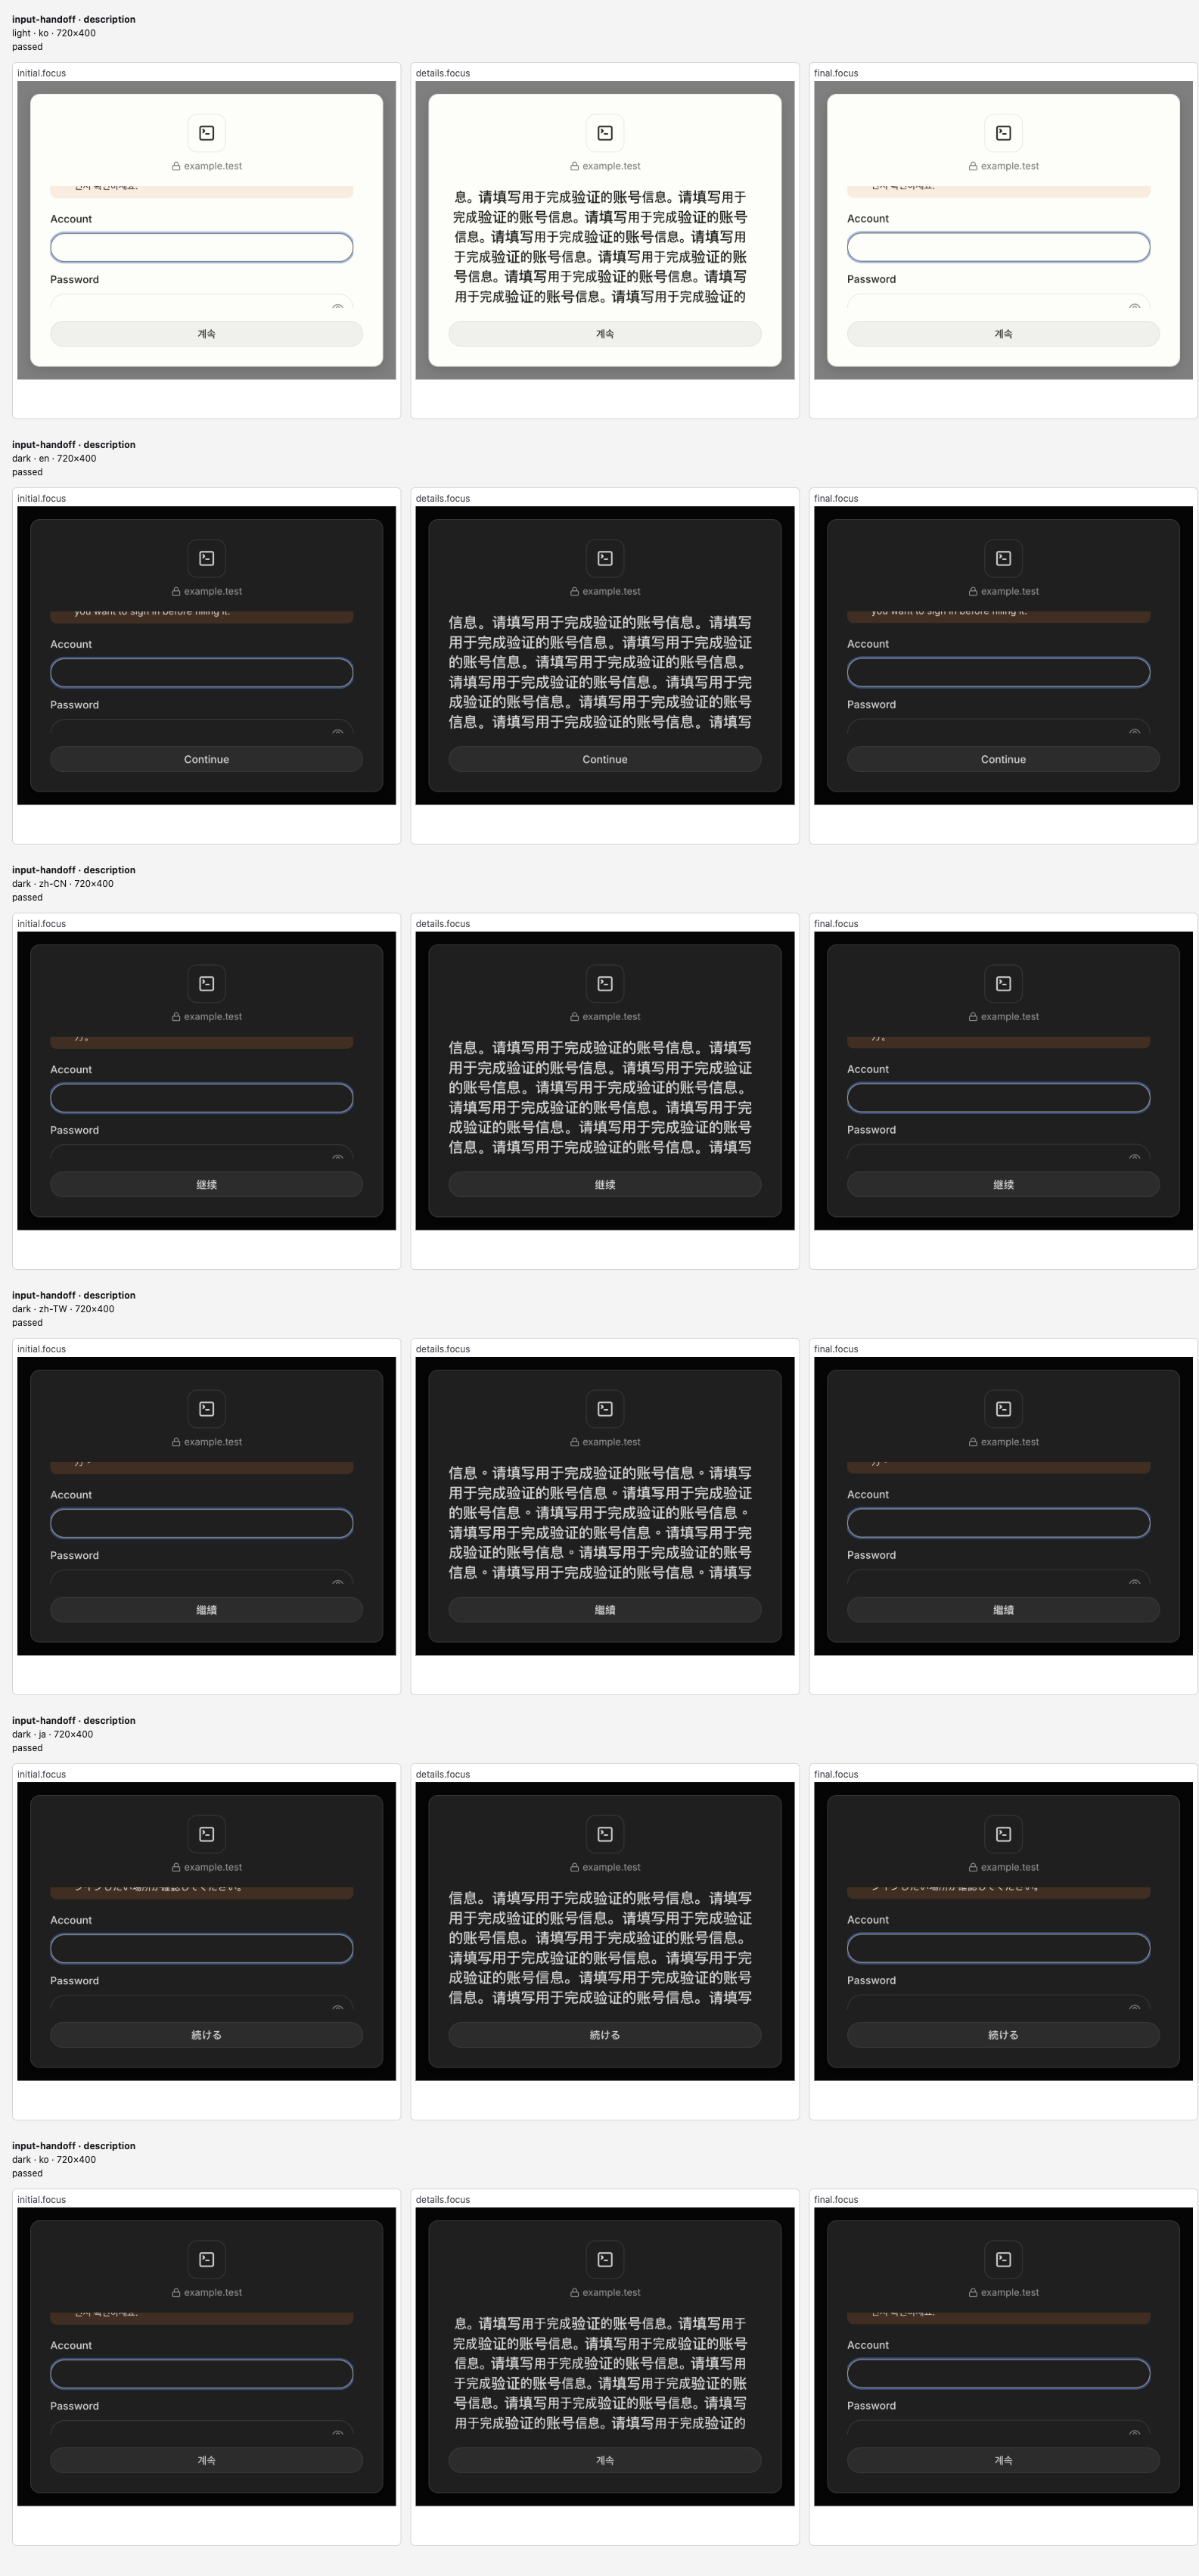 input-handoff · description
light · ko · 720×400
passed
initial.focus
example.test
Account
Password
계속
details.focus
example.test
息。请填写用于完成验证的账号信息。请填写用于
完成验证的账号信息。请填写用于完成验证的账号
信息。请填写用于完成验证的账号信息。请填写用
于完成验证的账号信息。请填写用于完成验证的账
号信息。请填写用于完成验证的账号信息。请填写
用于完成验证的账号信息。请填写用于完成验证的
계속
final.focus
example.test
Account
Password
계속
input-handoff · description
dark · en · 720×400
passed
initial.focus
example.test
you want to sign in before filling it.
Account
Password
Continue
details.focus
example.test
信息。请填写用于完成验证的账号信息。请填写
用于完成验证的账号信息。请填写用于完成验证
的账号信息。请填写用于完成验证的账号信息。
请填写用于完成验证的账号信息。请填写用于完
成验证的账号信息。请填写用于完成验证的账号
信息。请填写用于完成验证的账号信息。请填写
Continue
final.focus
example.test
you want to sign in before filling it.
Account
Password
Continue
input-handoff · description
dark · zh-CN · 720×400
passed
initial.focus
example.test
Account
Password
继续
details.focus
example.test
信息。请填写用于完成验证的账号信息。请填写
用于完成验证的账号信息。请填写用于完成验证
的账号信息。请填写用于完成验证的账号信息。
请填写用于完成验证的账号信息。请填写用于完
成验证的账号信息。请填写用于完成验证的账号
信息。请填写用于完成验证的账号信息。请填写
继续
final.focus
example.test
Account
Password
继续
input-handoff · description
dark · zh-TW · 720×400
passed
initial.focus
example.test
Account
Password
繼續
details.focus
example.test
信息。请填写用于完成验证的账号信息。请填写
用于完成验证的账号信息。请填写用于完成验证
的账号信息。请填写用于完成验证的账号信息。
请填写用于完成验证的账号信息。请填写用于完
成验证的账号信息。请填写用于完成验证的账号
信息。请填写用于完成验证的账号信息。请填写
繼續
final.focus
example.test
Account
Password
繼續
input-handoff · description
dark · ja · 720×400
passed
initial.focus
example.test
Account
Password
続ける
details.focus
example.test
信息。请填写用于完成验证的账号信息。请填写
用于完成验证的账号信息。请填写用于完成验证
的账号信息。请填写用于完成验证的账号信息。
请填写用于完成验证的账号信息。请填写用于完
成验证的账号信息。请填写用于完成验证的账号
信息。请填写用于完成验证的账号信息。请填写
続ける
final.focus
example.test
Account
Password
続ける
input-handoff · description
dark · ko · 720×400
passed
initial.focus
example.test
Account
Password
계속
details.focus
example.test
息。请填写用于完成验证的账号信息。请填写用于
完成验证的账号信息。请填写用于完成验证的账号
信息。请填写用于完成验证的账号信息。请填写用
于完成验证的账号信息。请填写用于完成验证的账
号信息。请填写用于完成验证的账号信息。请填写
用于完成验证的账号信息。请填写用于完成验证的
계속
final.focus
example.test
Account
Password
계속